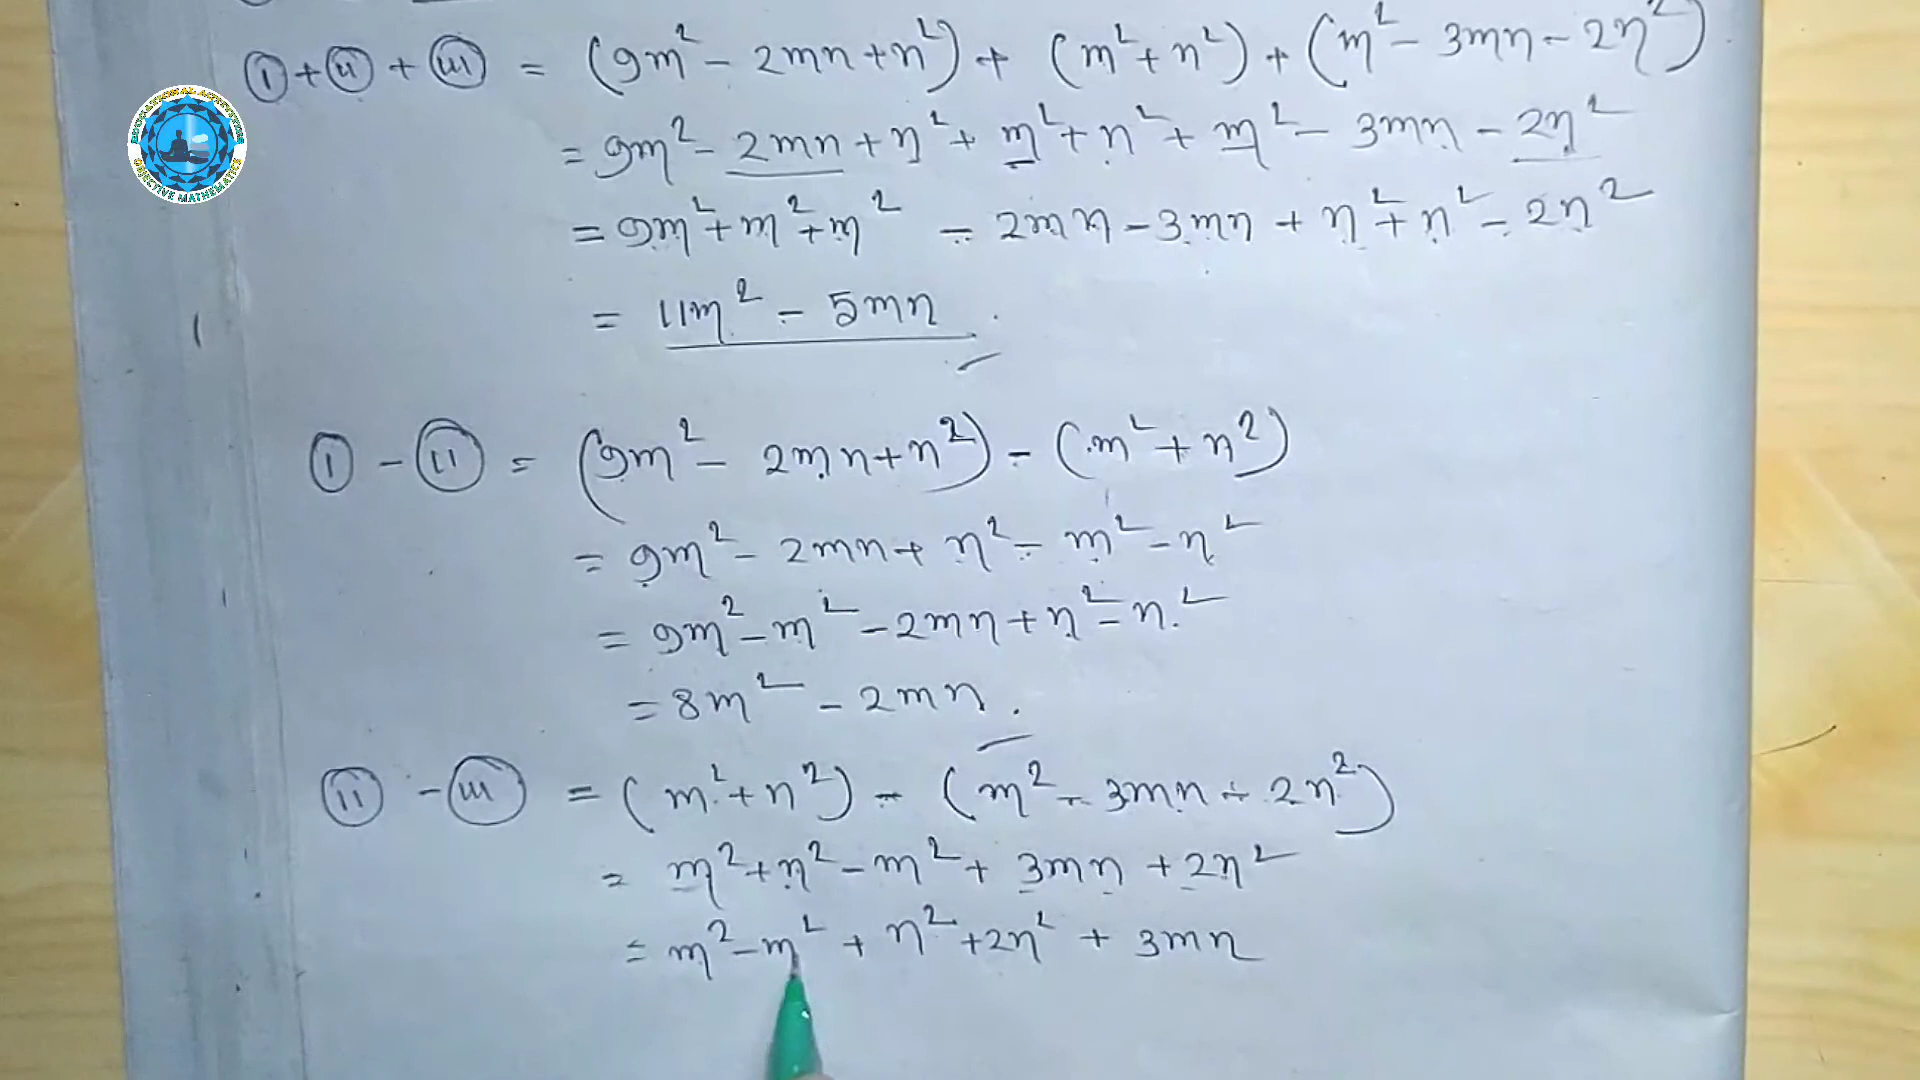 Ⓘ + Ⓘⓘ + Ⓘⓘⓘ = (9m² - 2mn + n²) + (m² + n²) + (m² - 3mn - 2n²)
= 9m² - 2mn + n² + m² + n² + m² - 3mn - 2n²
= 9m² + m² + m² - 2mn - 3mn + n² + n² - 2n²
= 11m² - 5mn.
OBJECTIVE MATHEMATICS
(I) - (II) = (9m² - 2mn + n²) - (m² + n²)
= 9m² - 2mn + n² - m² - n²
= 9m² - m² - 2mn + n² - n²
= 8m² - 2mn.
(II) - (III) = (m² + n²) - (m² - 3mn - 2n²)
= m² + n² - m² + 3mn + 2n²
= m² - m² + n² + 2n² + 3mn